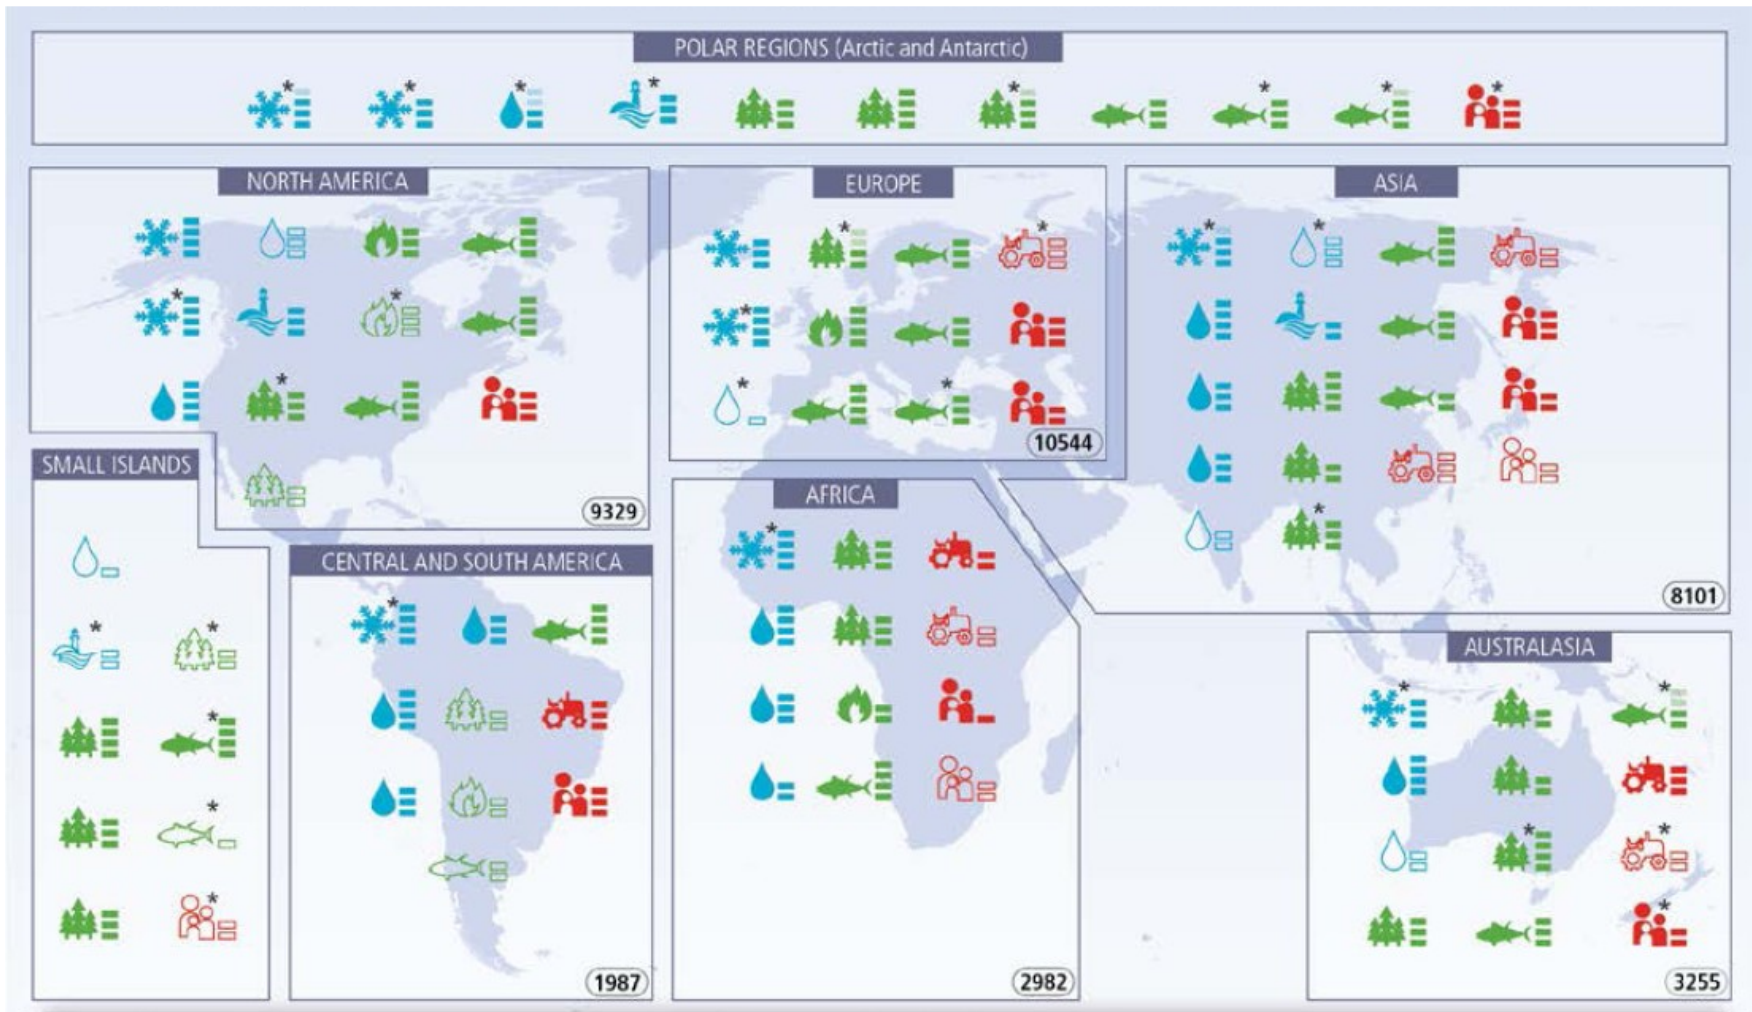 POLAR REGIONS (Arctic and Antarctic)
* * * * * * * *
NORTH AMERICA
*
*
*
9329
EUROPE
* *
*
* *
10544
ASIA
* *
*
8101
SMALL ISLANDS
* *
*
*
*
CENTRAL AND SOUTH AMERICA
*
1987
AFRICA
*
2982
AUSTRALASIA
* *
* *
*
3255